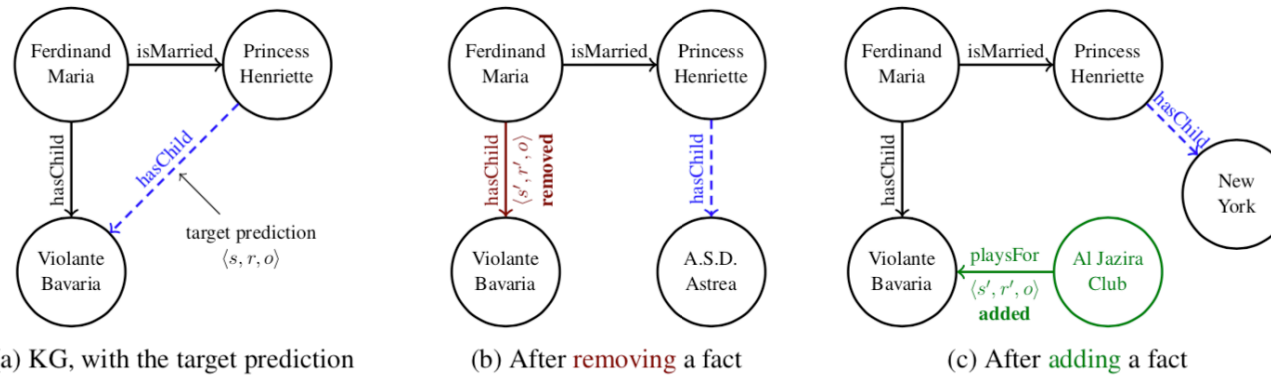 Ferdinand
Maria
isMarried
Princess
Henriette
hasChild
hasChild
target prediction
⟨s, r, o⟩
Violante
Bavaria
(a) KG, with the target prediction
Ferdinand
Maria
isMarried
Princess
Henriette
hasChild
⟨s′, r′, o⟩
removed
hasChild
Violante
Bavaria
A.S.D.
Astrea
(b) After removing a fact
Ferdinand
Maria
isMarried
Princess
Henriette
hasChild
hasChild
New
York
Violante
Bavaria
playsFor
⟨s′, r′, o⟩
added
Al Jazira
Club
(c) After adding a fact